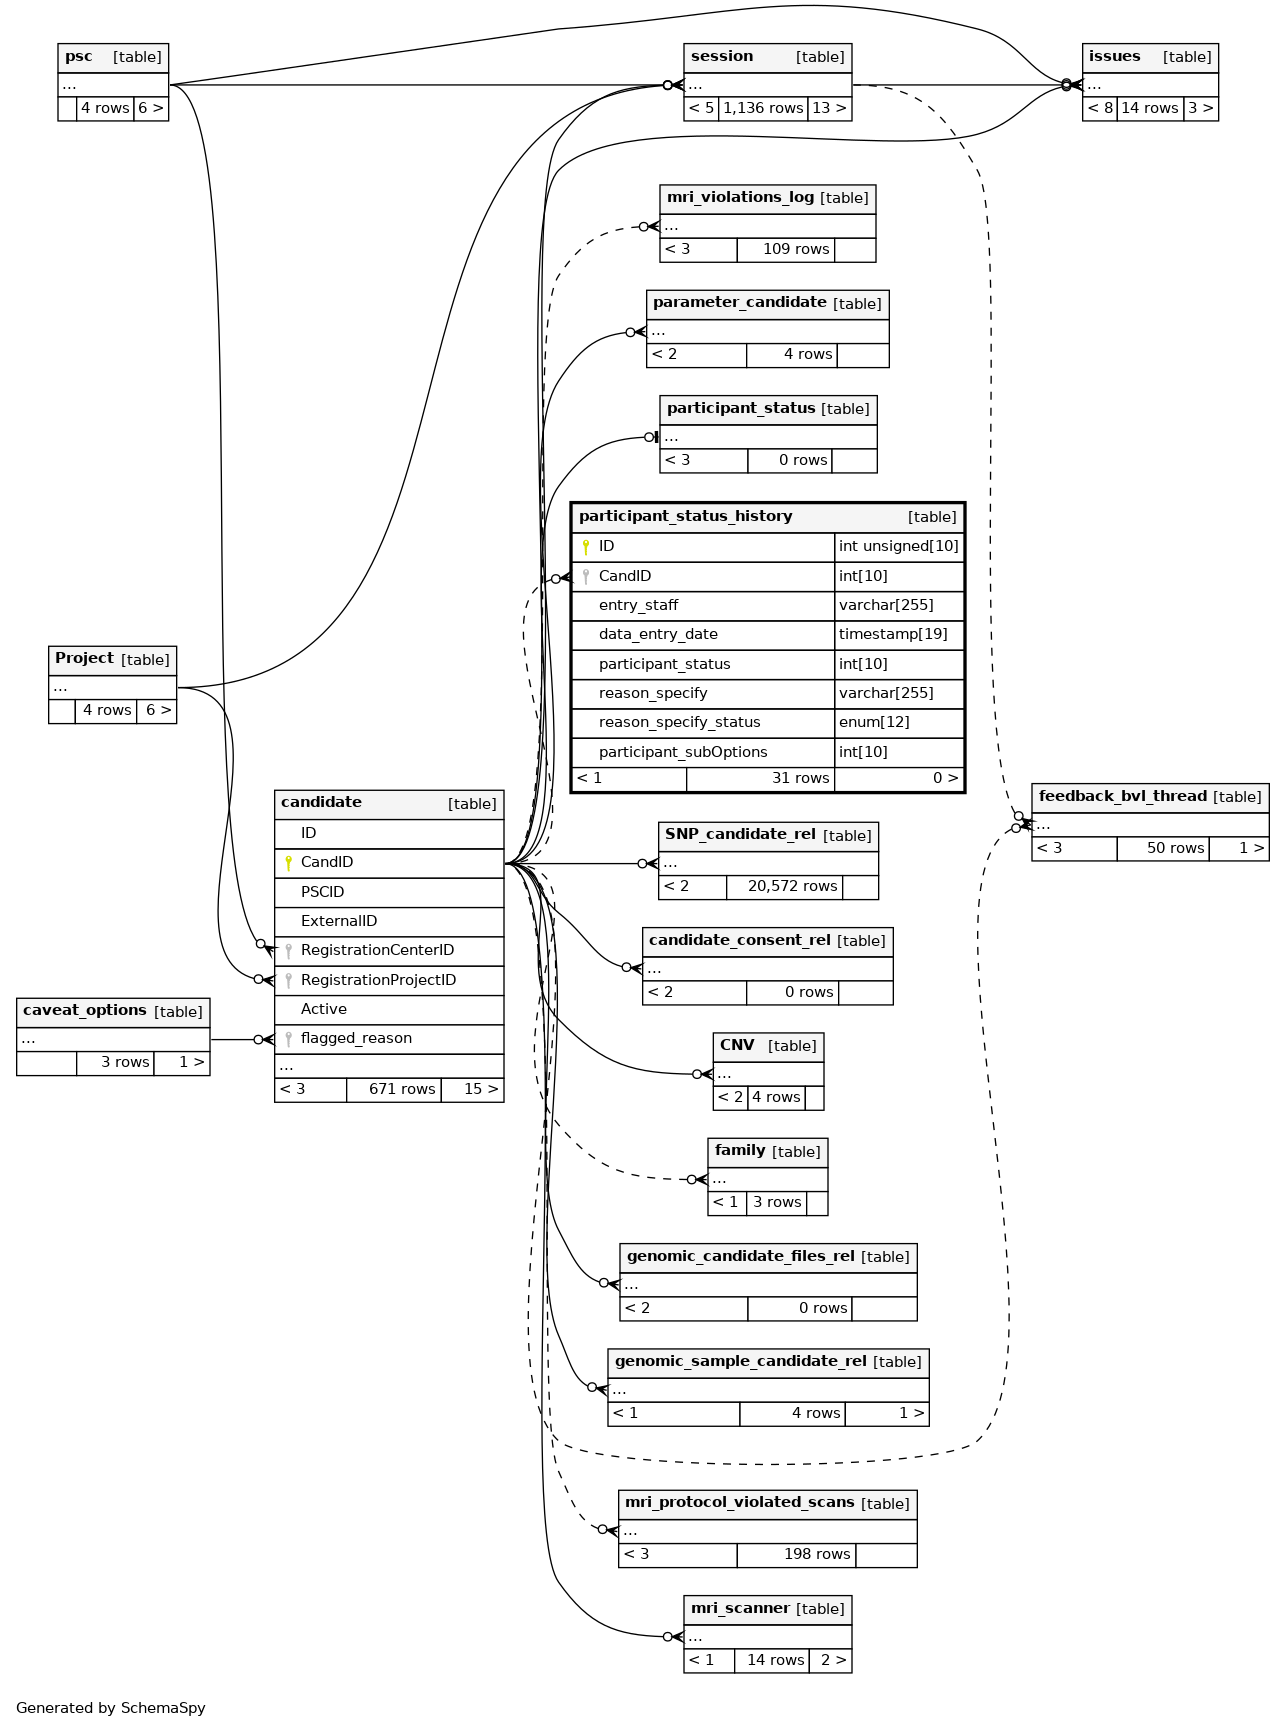 psc [table]
...
4 rows 6 >
session [table]
...
< 5 1,136 rows 13 >
issues [table]
...
< 8 14 rows 3 >
mri_violations_log [table]
...
< 3 109 rows
parameter_candidate [table]
...
< 2 4 rows
participant_status [table]
...
< 3 0 rows
participant_status_history [table]
ID int unsigned[10]
CandID int[10]
entry_staff varchar[255]
data_entry_date timestamp[19]
participant_status int[10]
reason_specify varchar[255]
reason_specify_status enum[12]
participant_subOptions int[10]
< 1 31 rows 0 >
Project [table]
...
4 rows 6 >
candidate [table]
ID
CandID
PSCID
ExternalID
RegistrationCenterID
RegistrationProjectID
Active
flagged_reason
...
< 3 671 rows 15 >
caveat_options [table]
...
3 rows 1 >
feedback_bvl_thread [table]
...
< 3 50 rows 1 >
SNP_candidate_rel [table]
...
< 2 20,572 rows
candidate_consent_rel [table]
...
< 2 0 rows
CNV [table]
...
< 2 4 rows
family [table]
...
< 1 3 rows
genomic_candidate_files_rel [table]
...
< 2 0 rows
genomic_sample_candidate_rel [table]
...
< 1 4 rows 1 >
mri_protocol_violated_scans [table]
...
< 3 198 rows
mri_scanner [table]
...
< 1 14 rows 2 >
Generated by SchemaSpy